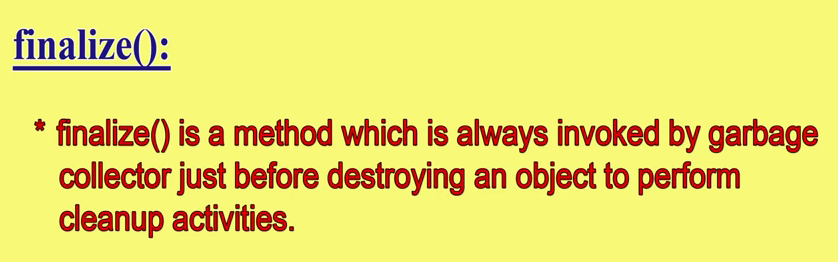 finalize():
* finalize() is a method which is always invoked by garbage
collector just before destroying an object to perform
cleanup activities.